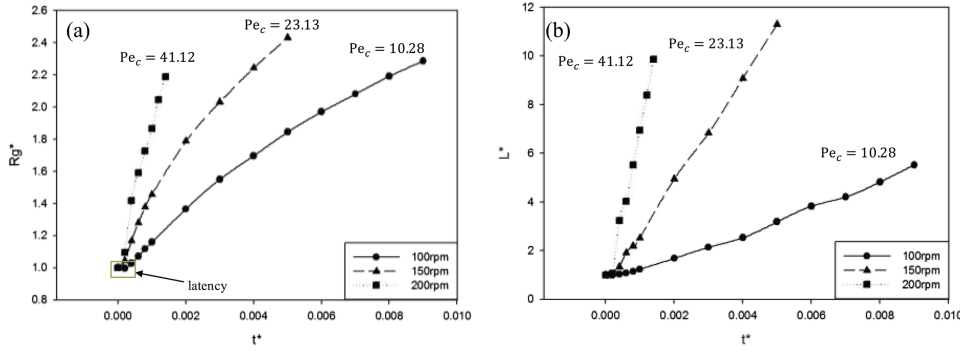 (a)
2.6
2.4
2.2
2.0
1.8
1.6
1.4
1.2
1.0
0.8
Rg*
Pe_c = 41.12
Pe_c = 23.13
Pe_c = 10.28
latency
100rpm
150rpm
200rpm
0.000
0.002
0.004
0.006
0.008
0.010
t*
(b)
12
10
8
6
4
2
0
L*
Pe_c = 41.12
Pe_c = 23.13
Pe_c = 10.28
100rpm
150rpm
200rpm
0.000
0.002
0.004
0.006
0.008
0.010
t*